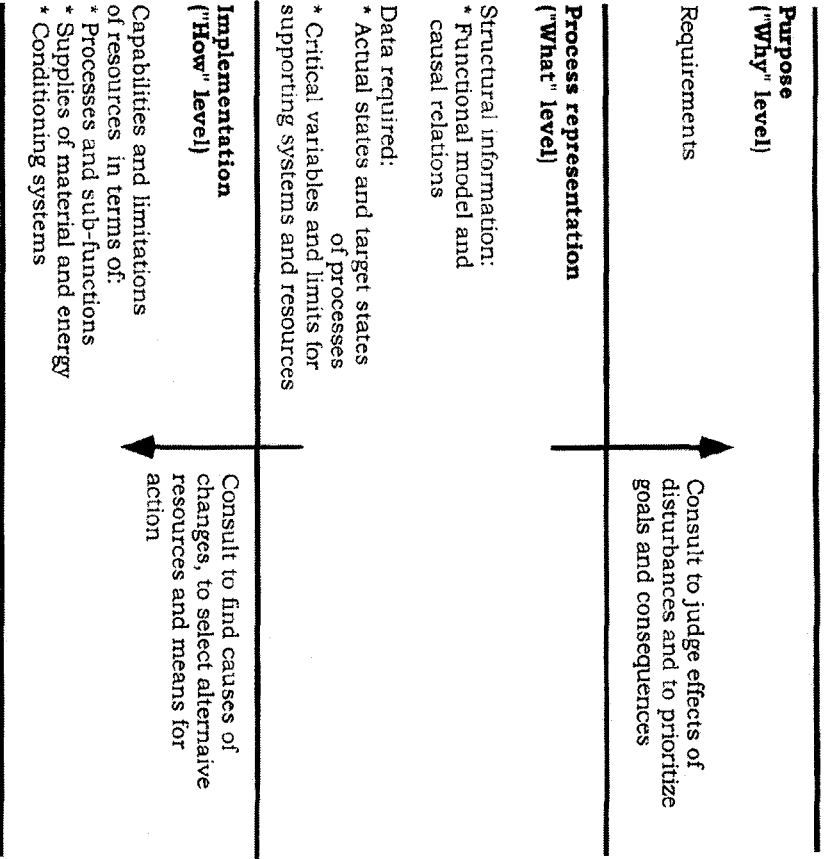 Purpose
("Why" level)
Requirements
Consult to judge effects of
disturbances and to prioritize
goals and consequences
Process representation
("What" level)
Structural information:
* Functional model and
causal relations
Data required:
* Actual states and target states
of processes
* Critical variables and limits for
supporting systems and resources
Implementation
("How" level)
Capabilities and limitations
of resources in terms of:
* Processes and sub-functions
* Supplies of material and energy
* Conditioning systems
Consult to find causes of
changes, to select alternaive
resources and means for
action